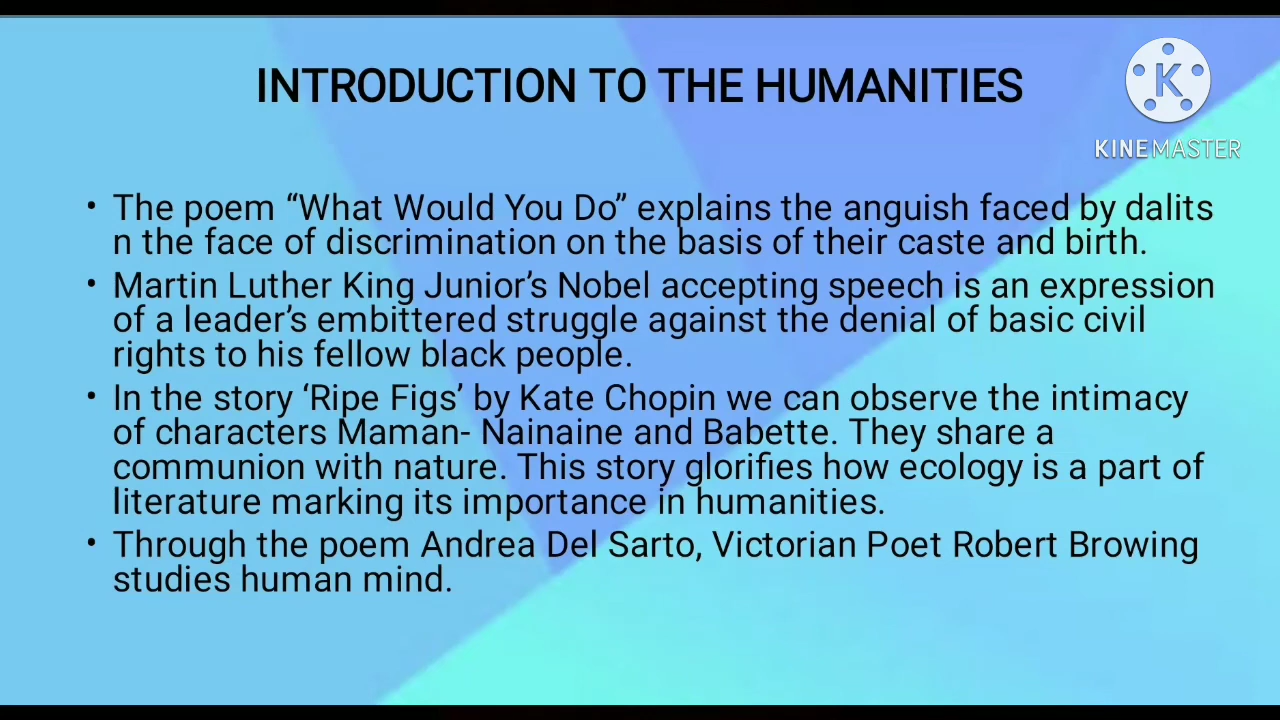 INTRODUCTION TO THE HUMANITIES
K
KINEMASTER
• The poem “What Would You Do” explains the anguish faced by dalits
n the face of discrimination on the basis of their caste and birth.
• Martin Luther King Junior’s Nobel accepting speech is an expression
of a leader’s embittered struggle against the denial of basic civil
rights to his fellow black people.
• In the story ‘Ripe Figs’ by Kate Chopin we can observe the intimacy
of characters Maman- Nainaine and Babette. They share a
communion with nature. This story glorifies how ecology is a part of
literature marking its importance in humanities.
• Through the poem Andrea Del Sarto, Victorian Poet Robert Browing
studies human mind.